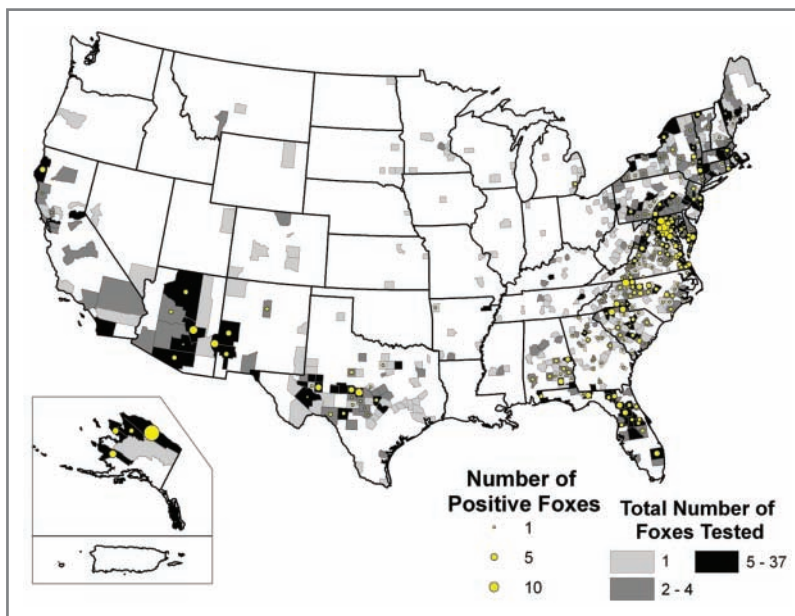 Number of
Positive Foxes
1
5
10
Total Number of
Foxes Tested
1
5 - 37
2 - 4